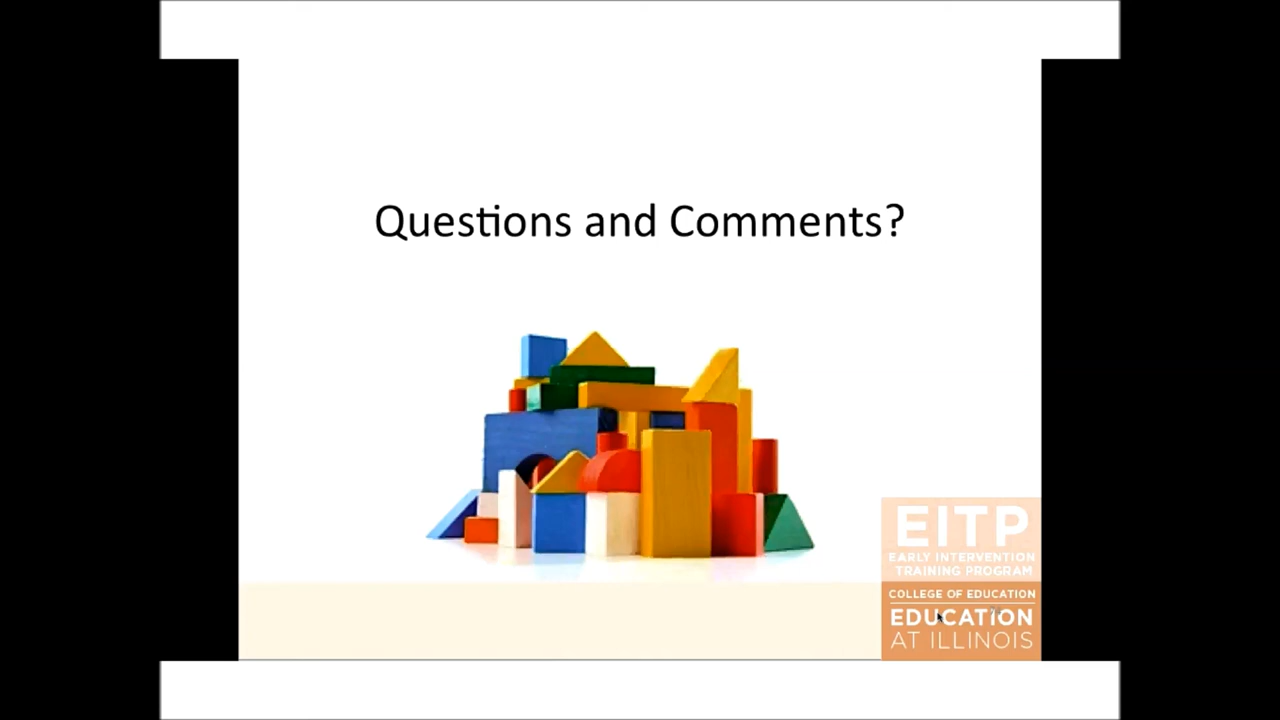 Questions and Comments?
EITP
EARLY INTERVENTION
TRAINING PROGRAM
COLLEGE OF EDUCATION
EDUCATION
AT ILLINOIS